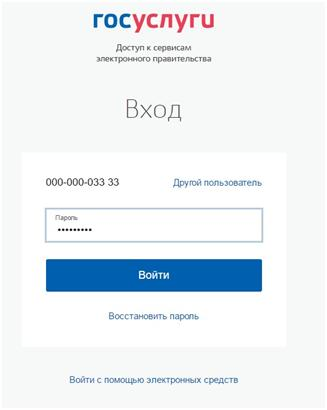 госуслуги
Доступ к сервисам
электронного правительства
Вход
000-000-033 33 Другой пользователь
Пароль
•••••••••
Войти
Восстановить пароль
Войти с помощью электронных средств